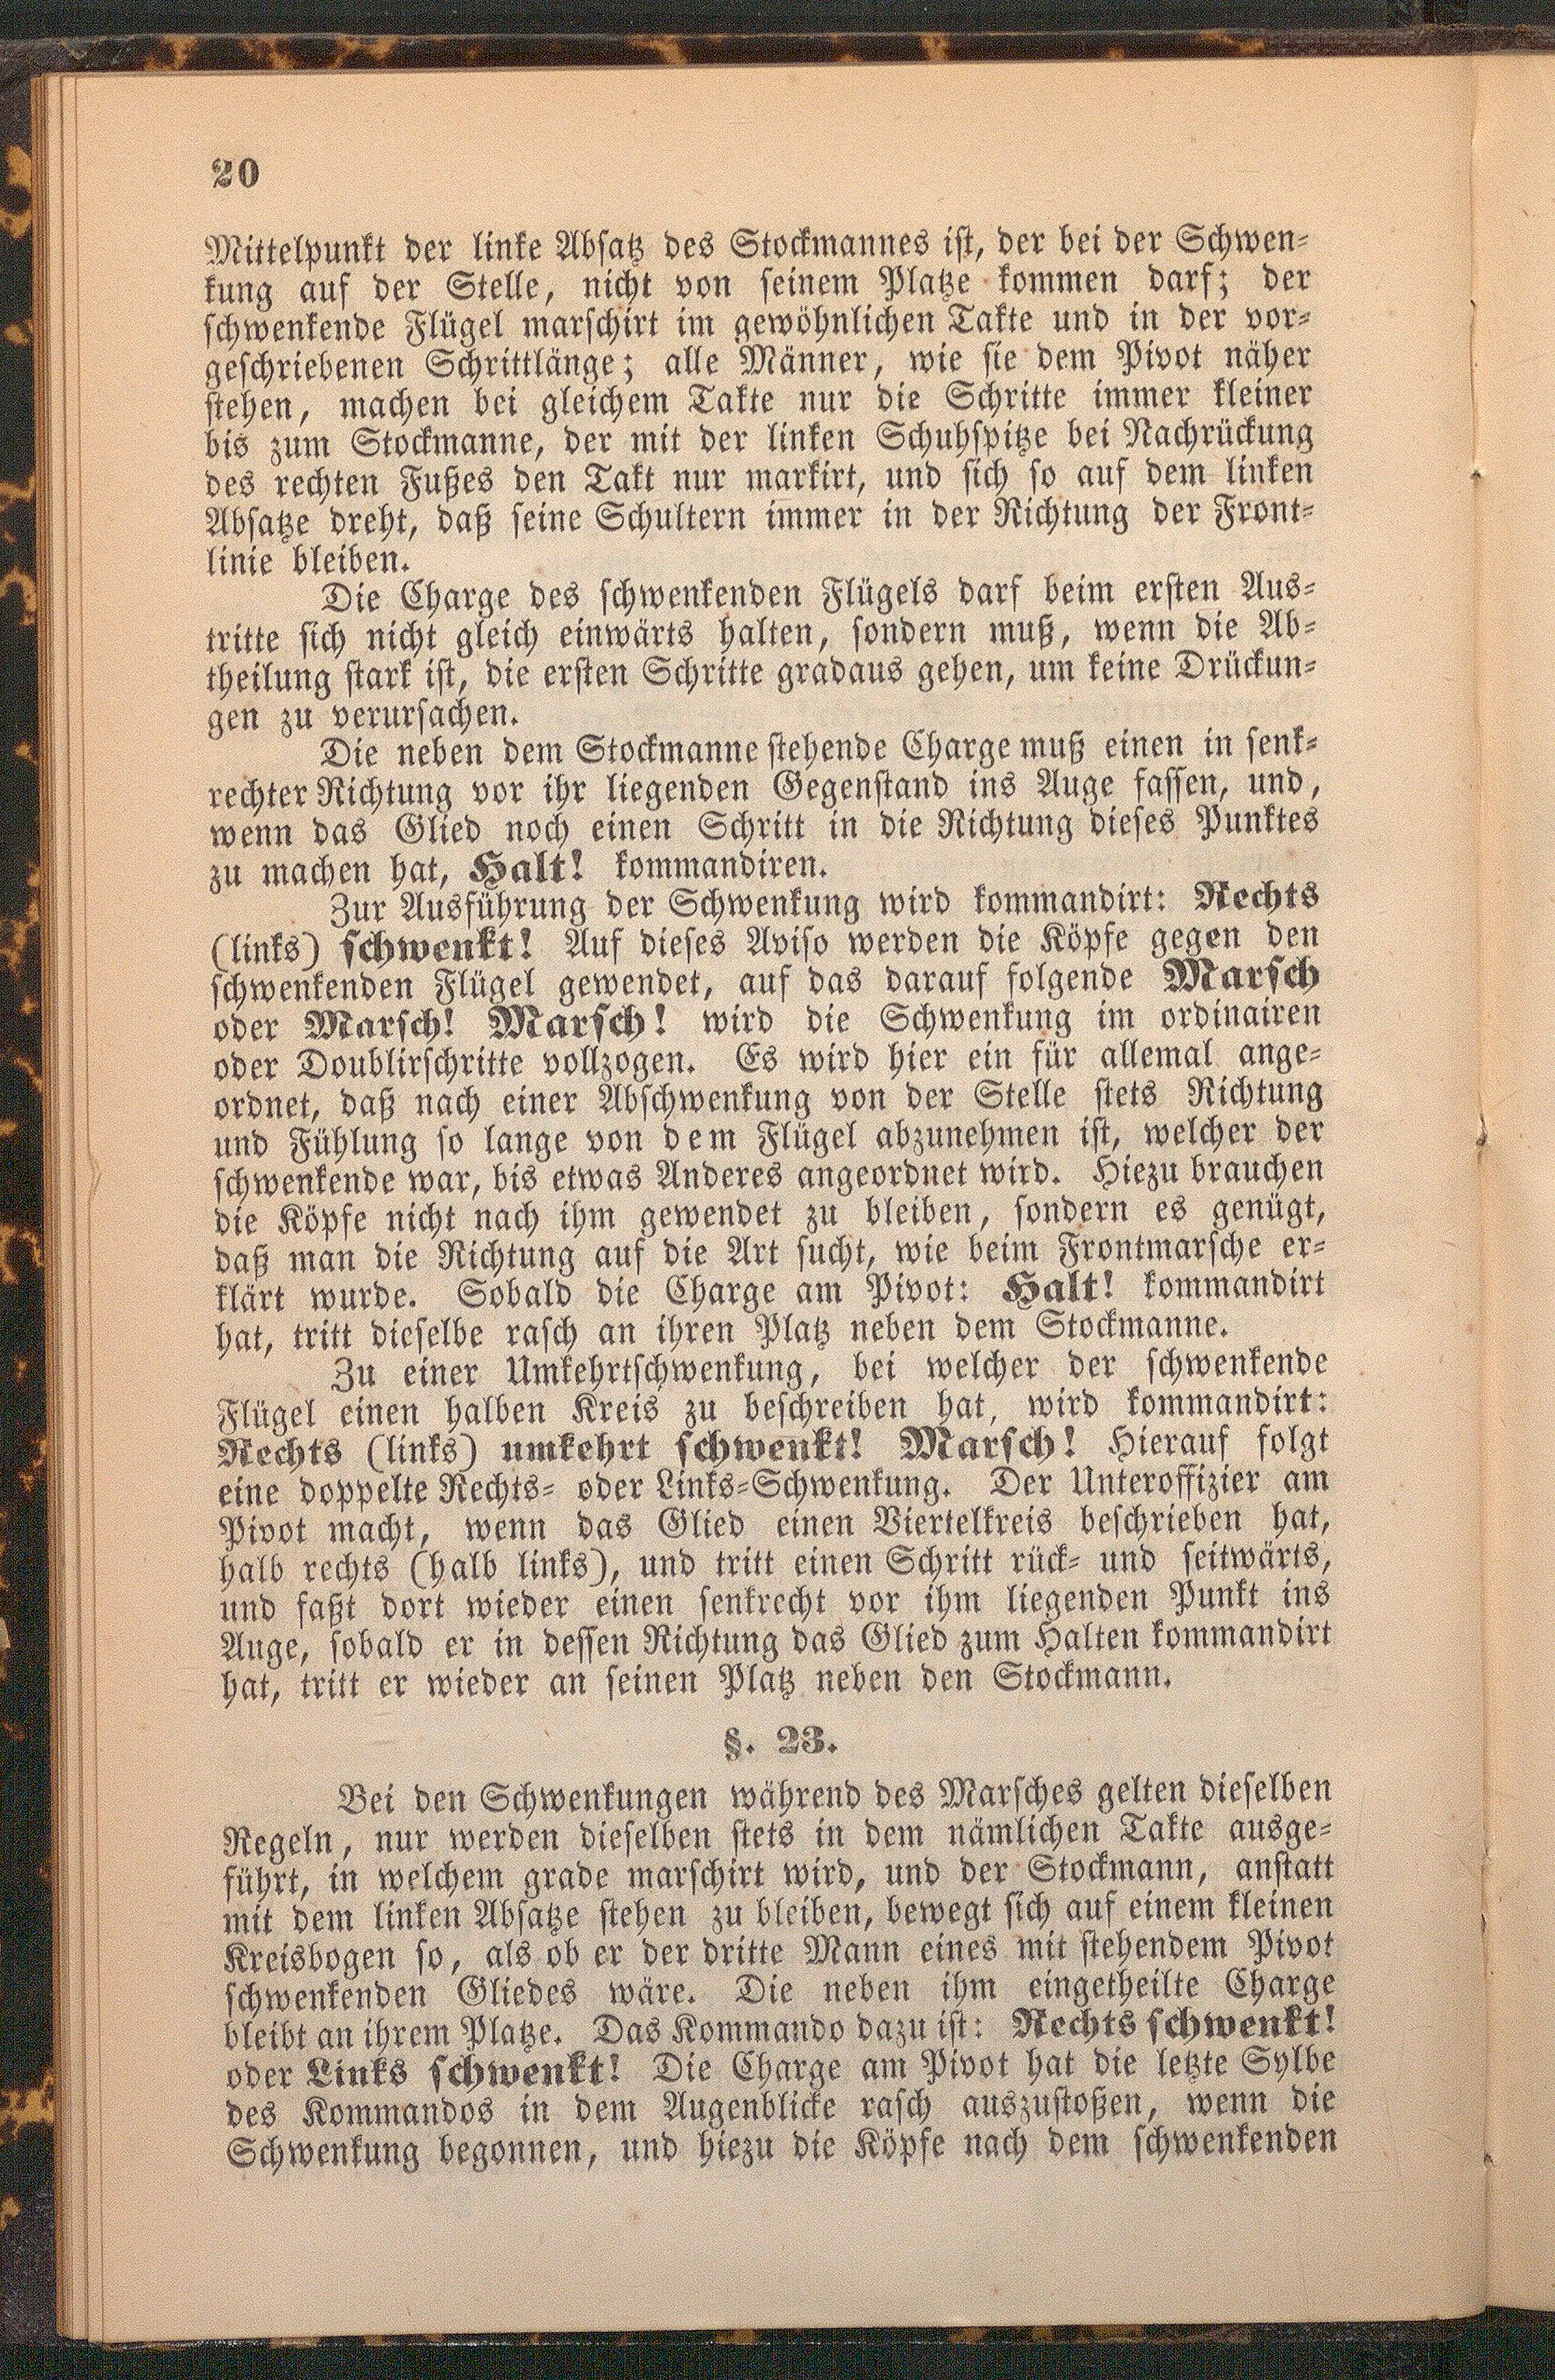 20
Mittelpunkt der linke Absatz des Stockmannes ist, der bei der Schwen-
kung auf der Stelle, nicht von seinem Platze kommen darf; der
schwenkende Flügel marschirt im gewöhnlichen Takte und in der vor-
geschriebenen Schrittlänge; alle Männer, wie sie dem Pivot näher
stehen, machen bei gleichem Takte nur die Schritte immer kleiner
bis zum Stockmanne, der mit der linken Schuhspitze bei Nachrückung
des rechten Fußes den Takt nur markirt, und sich so auf dem linken
Absatze dreht, daß seine Schultern immer in der Richtung der Front-
linie bleiben.
Die Charge des schwenkenden Flügels darf beim ersten Aus-
tritte sich nicht gleich einwärts halten, sondern muß, wenn die Ab-
theilung stark ist, die ersten Schritte gradaus gehen, um keine Drückun-
gen zu verursachen.
Die neben dem Stockmanne stehende Charge muß einen in senk-
rechter Richtung vor ihr liegenden Gegenstand ins Auge fassen, und,
wenn das Glied noch einen Schritt in die Richtung dieses Punktes
zu machen hat, Halt! kommandiren.
Zur Ausführung der Schwenkung wird kommandirt: Rechts
(links) schwenkt! Auf dieses Aviso werden die Köpfe gegen den
schwenkenden Flügel gewendet, auf das darauf folgende Marsch
oder Marsch! Marsch! wird die Schwenkung im ordinairen
oder Doublirschritte vollzogen. Es wird hier ein für allemal ange-
ordnet, daß nach einer Abschwenkung von der Stelle stets Richtung
und Fühlung so lange von dem Flügel abzunehmen ist, welcher der
schwenkende war, bis etwas Anderes angeordnet wird. Hiezu brauchen
die Köpfe nicht nach ihm gewendet zu bleiben, sondern es genügt,
daß man die Richtung auf die Art sucht, wie beim Frontmarsche er-
klärt wurde. Sobald die Charge am Pivot: Halt! kommandirt
hat, tritt dieselbe rasch an ihren Platz neben dem Stockmanne.
Zu einer Umkehrtschwenkung, bei welcher der schwenkende
Flügel einen halben Kreis zu beschreiben hat, wird kommandirt:
Rechts (links) umkehrt schwenkt! Marsch! Hierauf folgt
eine doppelte Rechts- oder Links-Schwenkung. Der Unteroffizier am
Pivot macht, wenn das Glied einen Viertelkreis beschrieben hat,
halb rechts (halb links), und tritt einen Schritt rück- und seitwärts,
und faßt dort wieder einen senkrecht vor ihm liegenden Punkt ins
Auge, sobald er in dessen Richtung das Glied zum Halten kommandirt
hat, tritt er wieder an seinen Platz neben den Stockmann.
§. 23.
Bei den Schwenkungen während des Marsches gelten dieselben
Regeln, nur werden dieselben stets in dem nämlichen Takte ausge-
führt, in welchem grade marschirt wird, und der Stockmann, anstatt
mit dem linken Absatze stehen zu bleiben, bewegt sich auf einem kleinen
Kreisbogen so, als ob er der dritte Mann eines mit stehendem Pivot
schwenkenden Gliedes wäre. Die neben ihm eingetheilte Charge
bleibt an ihrem Platze. Das Kommando dazu ist: Rechts schwenkt!
oder Links schwenkt! Die Charge am Pivot hat die letzte Sylbe
des Kommandos in dem Augenblicke rasch auszustoßen, wenn die
Schwenkung begonnen, und hiezu die Köpfe nach dem schwenkenden